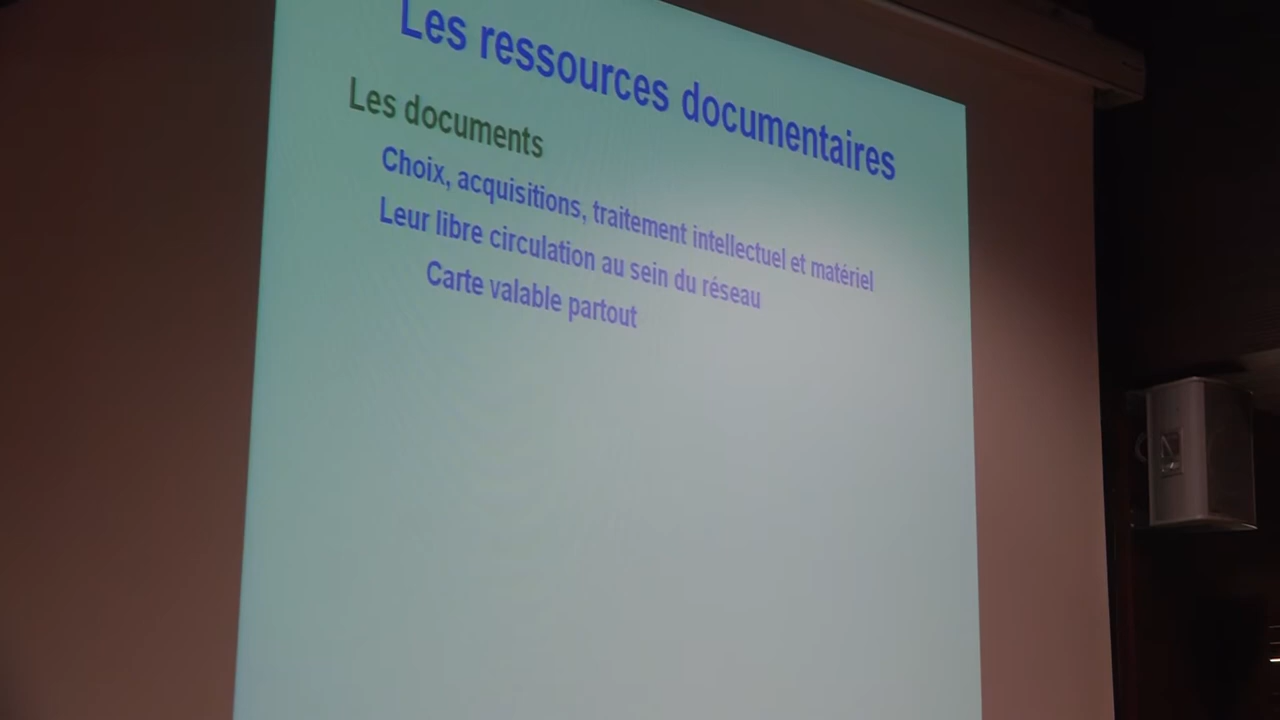 Les ressources documentaires
Les documents
Choix, acquisitions, traitement intellectuel et matériel
Leur libre circulation au sein du réseau
Carte valable partout